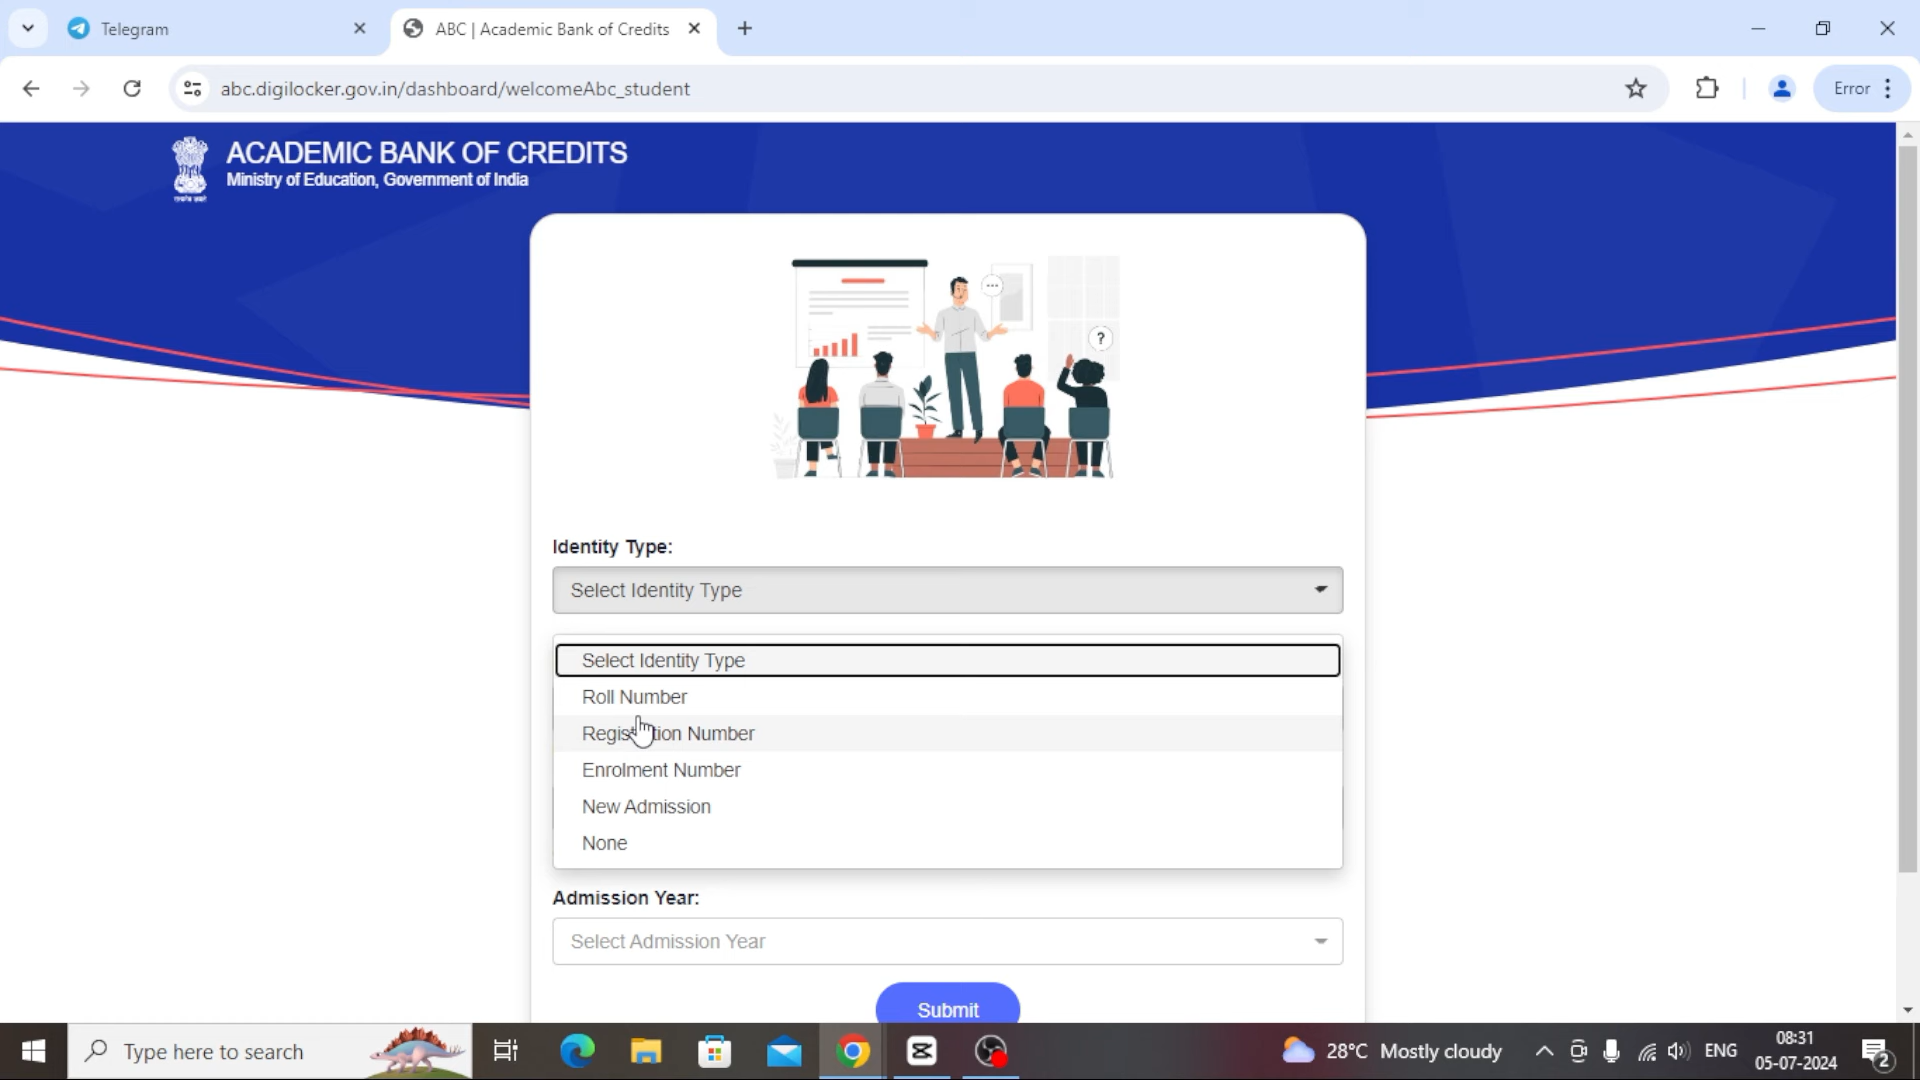 Telegram
ABC | Academic Bank of Credits
abc.digilocker.gov.in/dashboard/welcomeAbc_student
Error
ACADEMIC BANK OF CREDITS
Ministry of Education, Government of India
?
Identity Type:
Select Identity Type
Select Identity Type
Roll Number
Registration Number
Enrolment Number
New Admission
None
Admission Year:
Select Admission Year
Submit
Type here to search
28°C Mostly cloudy
ENG
08:31
05-07-2024
2